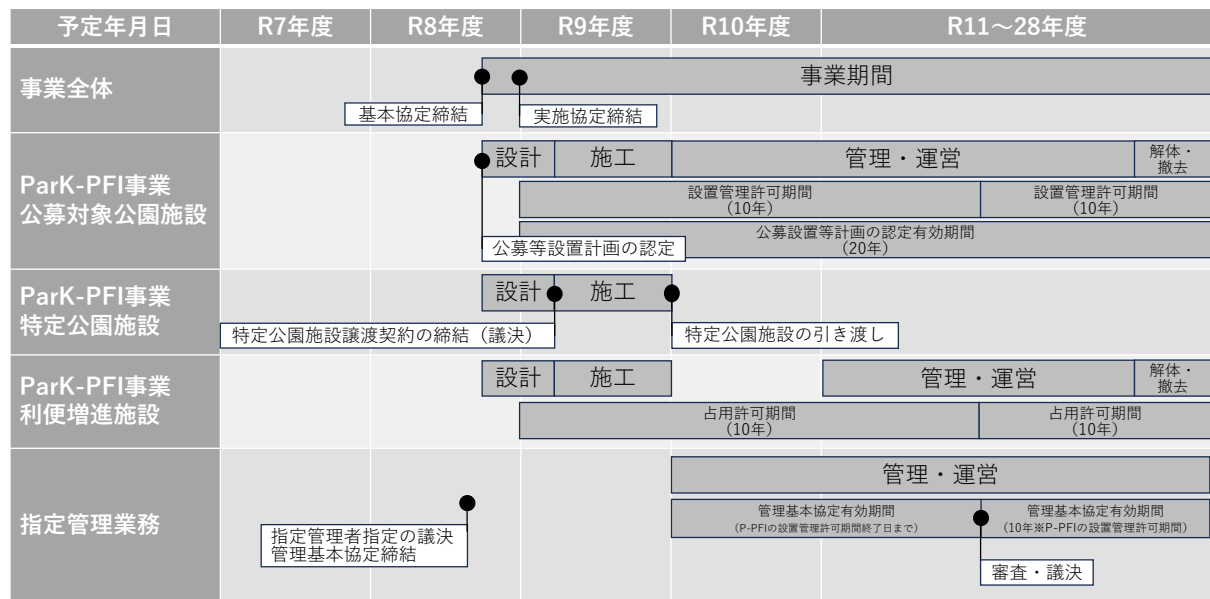 予定年月日
R7年度
R8年度
R9年度
R10年度
R11～28年度
事業全体
事業期間
基本協定締結
実施協定締結
ParK-PFI事業
公募対象公園施設
設計
施工
管理・運営
解体・
撤去
設置管理許可期間
(10年)
設置管理許可期間
(10年)
公募設置等計画の認定有効期間
(20年)
公募等設置計画の認定
ParK-PFI事業
特定公園施設
設計
施工
特定公園施設譲渡契約の締結（議決）
特定公園施設の引き渡し
ParK-PFI事業
利便増進施設
設計
施工
管理・運営
解体・
撤去
占用許可期間
(10年)
占用許可期間
(10年)
指定管理業務
管理・運営
管理基本協定有効期間
(P-PFIの設置管理許可期間終了日まで)
管理基本協定有効期間
(10年※P-PFIの設置管理許可期間)
指定管理者指定の議決
管理基本協定締結
審査・議決